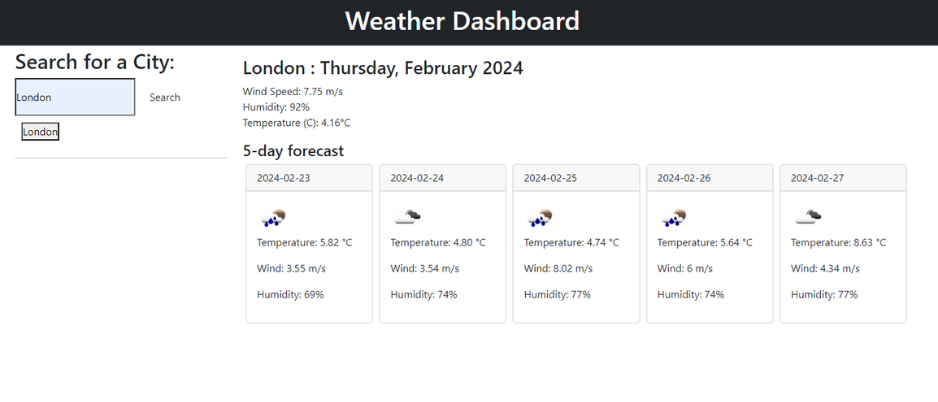 Weather Dashboard
Search for a City:
London
Search
London
London : Thursday, February 2024
Wind Speed: 7.75 m/s
Humidity: 92%
Temperature (C): 4.16°C
5-day forecast
2024-02-23
Temperature: 5.82 °C
Wind: 3.55 m/s
Humidity: 69%
2024-02-24
Temperature: 4.80 °C
Wind: 3.54 m/s
Humidity: 74%
2024-02-25
Temperature: 4.74 °C
Wind: 8.02 m/s
Humidity: 77%
2024-02-26
Temperature: 5.64 °C
Wind: 6 m/s
Humidity: 74%
2024-02-27
Temperature: 8.63 °C
Wind: 4.34 m/s
Humidity: 77%